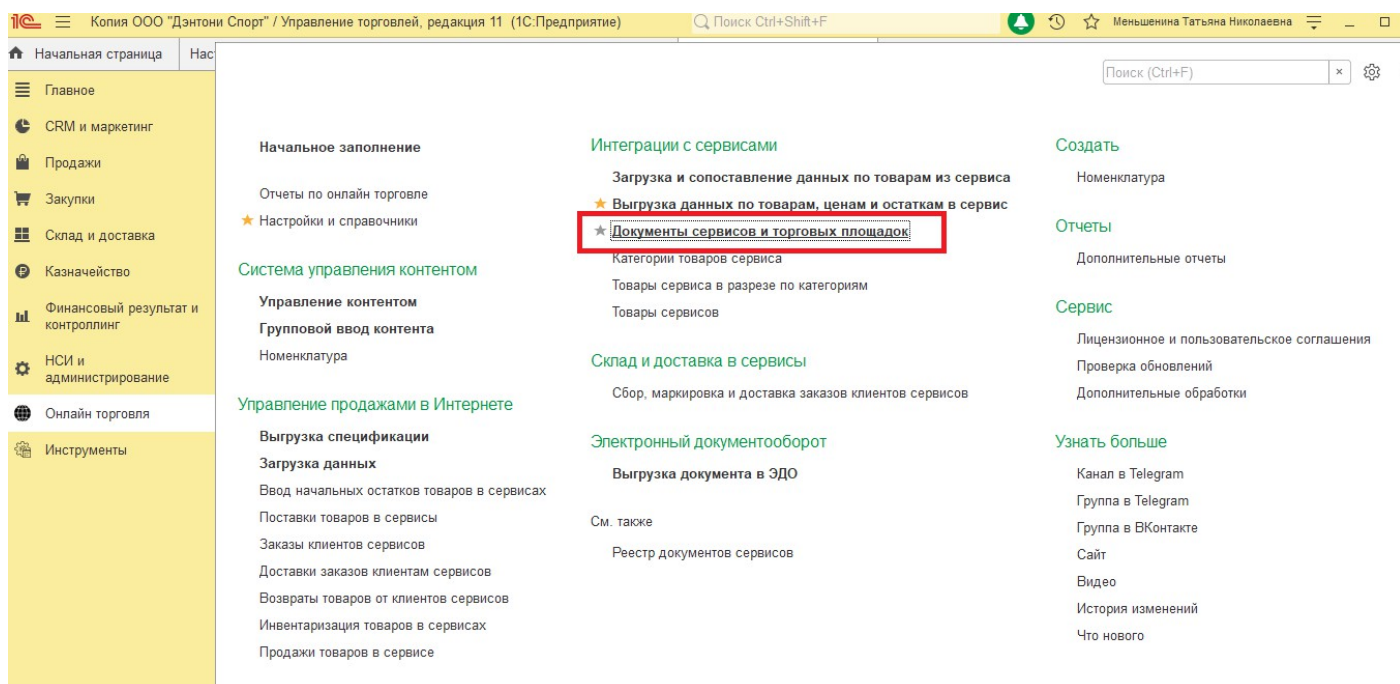 1С Копия ООО "Дэнтони Спорт" / Управление торговлей, редакция 11 (1С:Предприятие)
Поиск Ctrl+Shift+F
Меньшенина Татьяна Николаевна
Начальная страница
Нас
Поиск (Ctrl+F)
×
Главное
CRM и маркетинг
Продажи
Закупки
Склад и доставка
Казначейство
Финансовый результат и
контроллинг
НСИ и
администрирование
Онлайн торговля
Инструменты
Начальное заполнение
Отчеты по онлайн торговле
Настройки и справочники
Система управления контентом
Управление контентом
Групповой ввод контента
Номенклатура
Управление продажами в Интернете
Выгрузка спецификации
Загрузка данных
Ввод начальных остатков товаров в сервисах
Поставки товаров в сервисы
Заказы клиентов сервисов
Доставки заказов клиентам сервисов
Возвраты товаров от клиентов сервисов
Инвентаризация товаров в сервисах
Продажи товаров в сервисе
Интеграции с сервисами
Загрузка и сопоставление данных по товарам из сервиса
Выгрузка данных по товарам, ценам и остаткам в сервис
Документы сервисов и торговых площадок
Категории товаров сервиса
Товары сервиса в разрезе по категориям
Товары сервисов
Склад и доставка в сервисы
Сбор, маркировка и доставка заказов клиентов сервисов
Электронный документооборот
Выгрузка документа в ЭДО
См. также
Реестр документов сервисов
Создать
Номенклатура
Отчеты
Дополнительные отчеты
Сервис
Лицензионное и пользовательское соглашения
Проверка обновлений
Дополнительные обработки
Узнать больше
Канал в Telegram
Группа в Telegram
Группа в ВКонтакте
Сайт
Видео
История изменений
Что нового